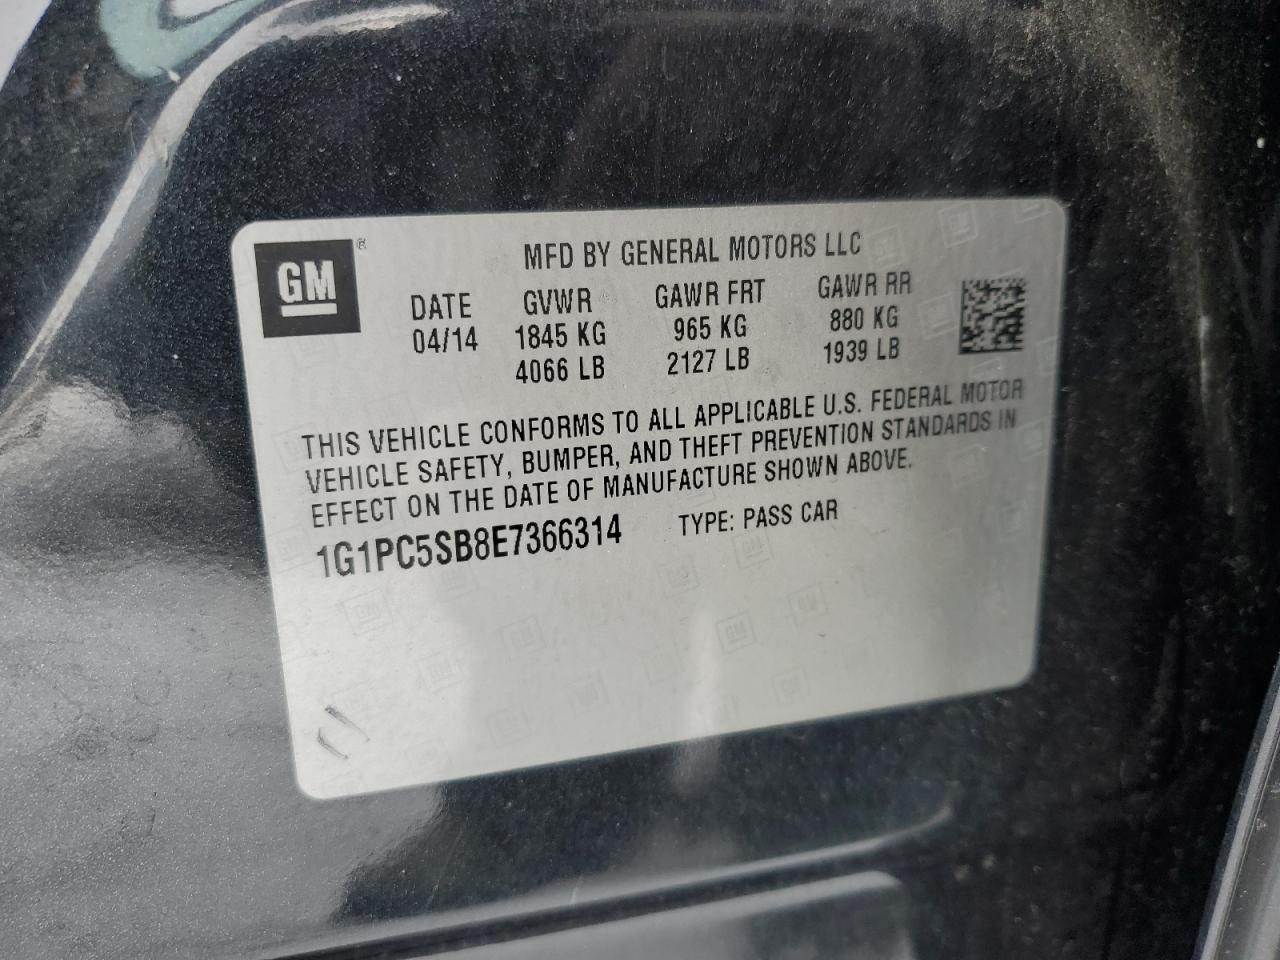 GM ®
MFD BY GENERAL MOTORS LLC
DATE GVWR GAWR FRT GAWR RR
04/14 1845 KG 965 KG 880 KG
4066 LB 2127 LB 1939 LB
THIS VEHICLE CONFORMS TO ALL APPLICABLE U.S. FEDERAL MOTOR
VEHICLE SAFETY, BUMPER, AND THEFT PREVENTION STANDARDS IN
EFFECT ON THE DATE OF MANUFACTURE SHOWN ABOVE.
1G1PC5SB8E7366314 TYPE: PASS CAR